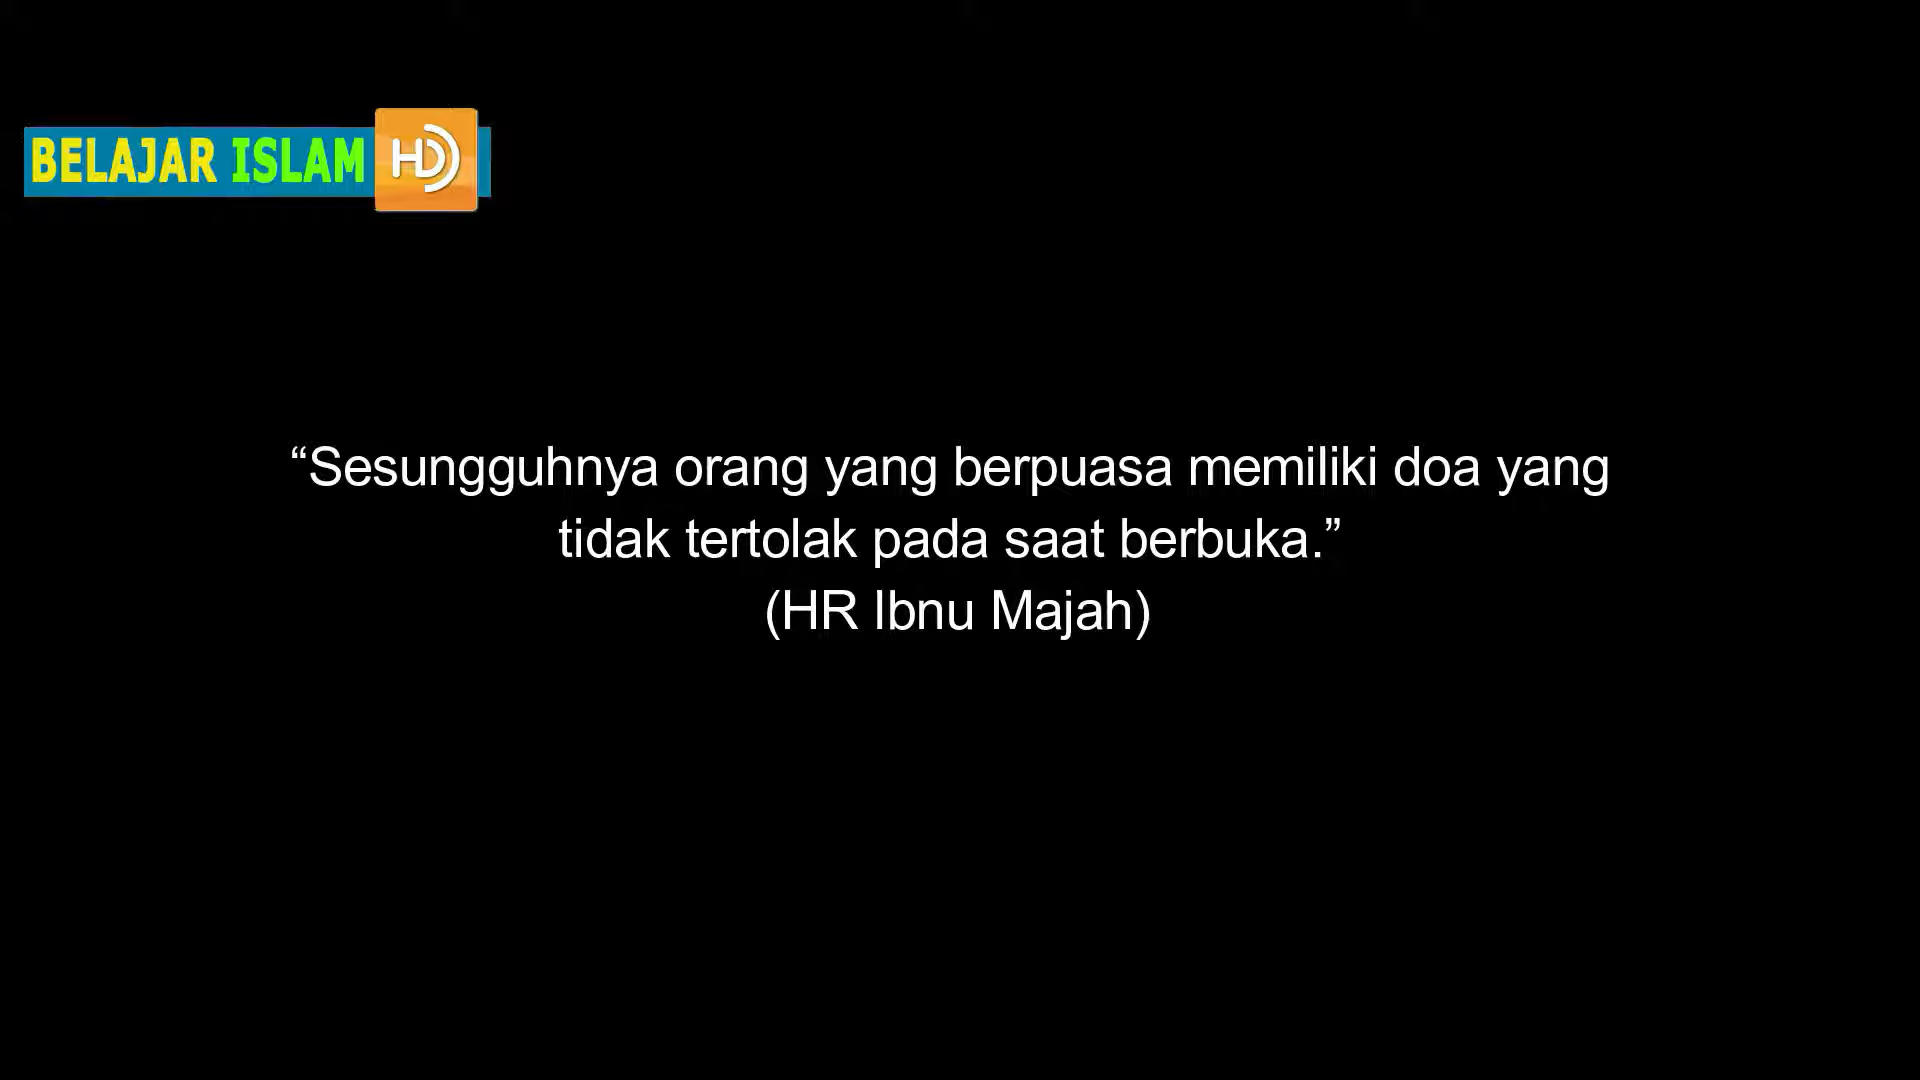 BELAJAR ISLAM HD
“Sesungguhnya orang yang berpuasa memiliki doa yang
tidak tertolak pada saat berbuka.”
(HR Ibnu Majah)